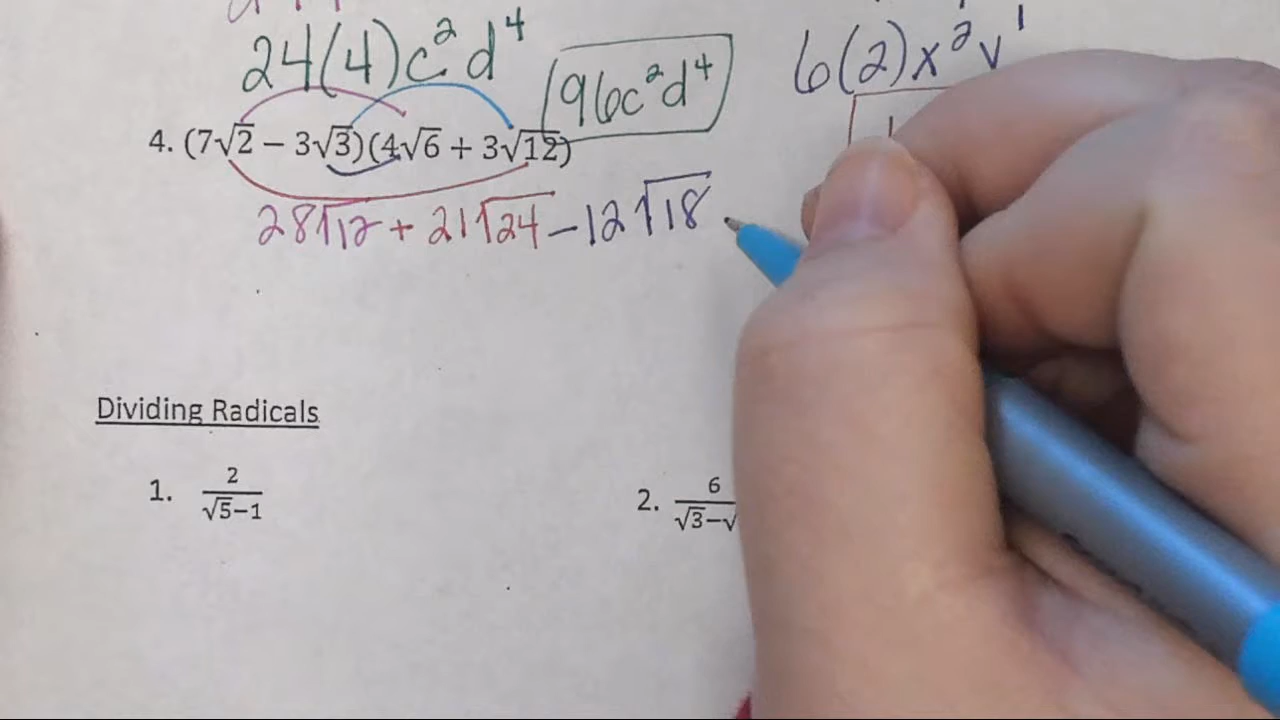 24(4)c²d⁴
96c²d⁴
6(2)x²v¹
4. (7√2 − 3√3)(4√6 + 3√12)
28√12 + 21√24 − 12√18
Dividing Radicals
1. 2/(√5−1)
2. 6/(√3−√